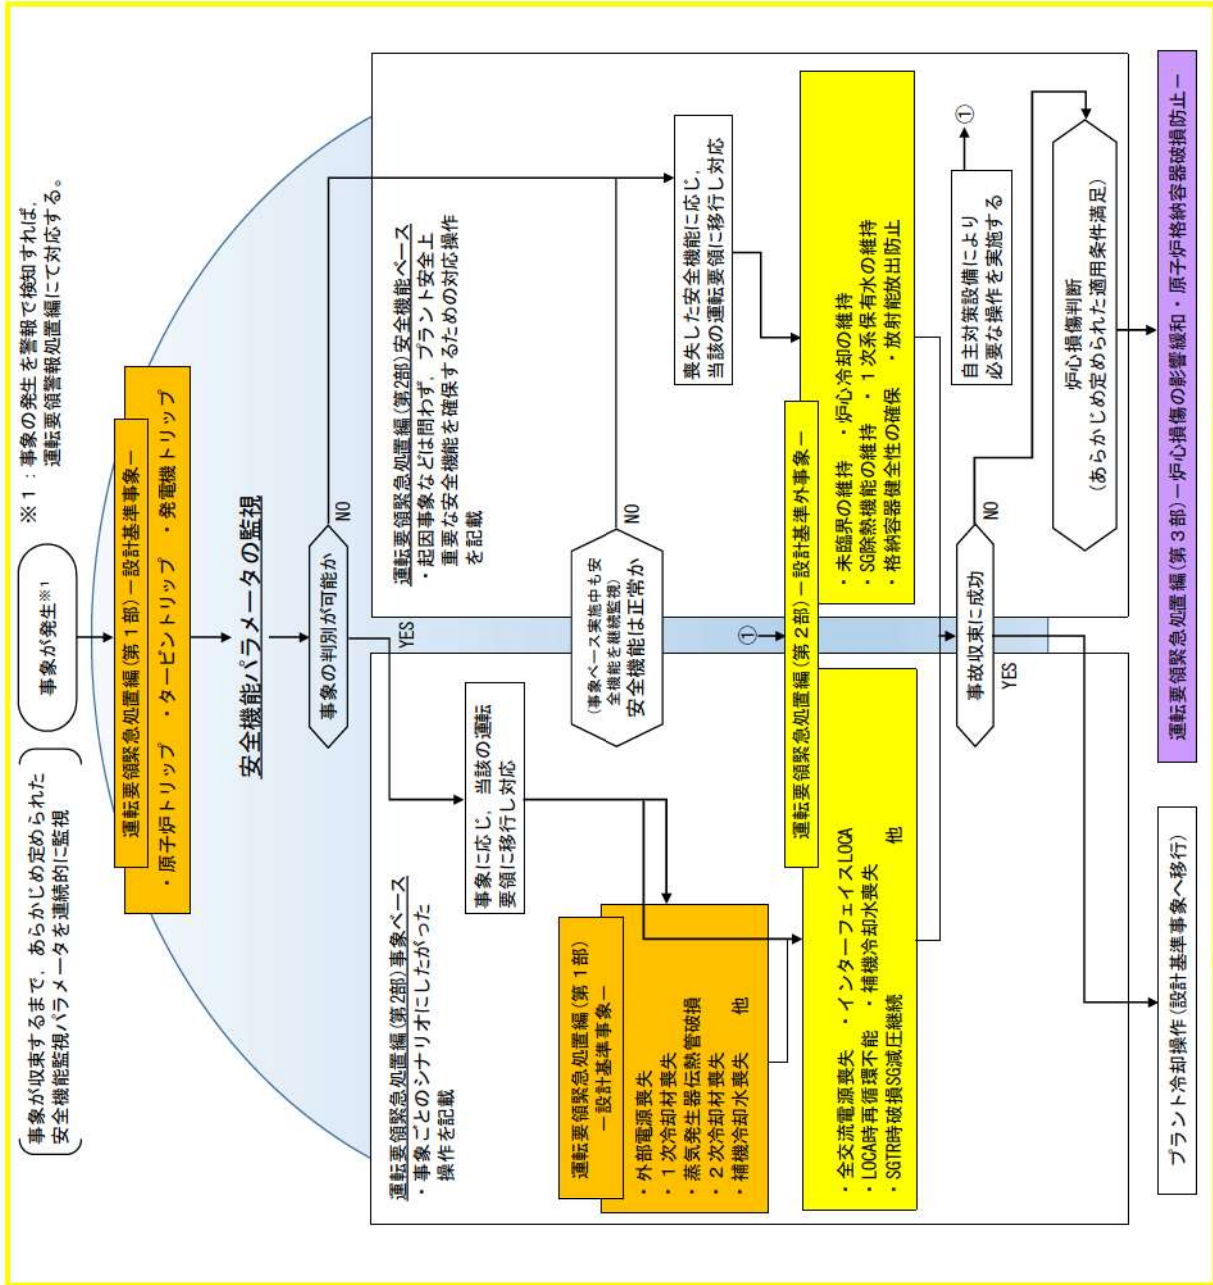 事象が収束するまで、あらかじめ定められた
安全機能監視パラメータを連続的に監視
事象が発生※1
※1：事象の発生を警報で検知すれば、
運転要領警報処置編にて対応する。
運転要領緊急処置編(第１部)－設計基準事象－
・原子炉トリップ ・タービントリップ ・発電機トリップ
安全機能パラメータの監視
事象の判別が可能か
YES
NO
運転要領緊急処置編(第2部)事象ベース
・事象ごとのシナリオにしたがった
操作を記載
事象に応じ、当該の運転
要領に移行し対応
運転要領緊急処置編(第１部)
－設計基準事象－
・外部電源喪失
・１次冷却材喪失
・蒸気発生器伝熱管破損
・２次冷却材喪失
・補機冷却水喪失 他
運転要領緊急処置編(第2部)安全機能ベース
・起因事象などは問わず、プラント安全上
重要な安全機能を確保するための対応操作
を記載
(事象ベース実施中も安
全機能を継続監視)
安全機能は正常か
NO
喪失した安全機能に応じ、
当該の運転要領に移行し対応
①
運転要領緊急処置編(第２部)－設計基準外事象－
・全交流電源喪失 ・インターフェイスLOCA
・LOCA時再循環不能 ・補機冷却水喪失
・SGTR時破損SG減圧継続 他
・未臨界の維持 ・炉心冷却の維持
・SG除熱機能の維持 ・１次系保有水の維持
・格納容器健全性の確保 ・放射能放出防止
事故収束に成功
YES
NO
自主対策設備により
必要な操作を実施する
①
炉心損傷判断
(あらかじめ定められた適用条件満足)
プラント冷却操作(設計基準事象へ移行)
運転要領緊急処置編(第３部)－炉心損傷の影響緩和・原子炉格納容器破損防止－